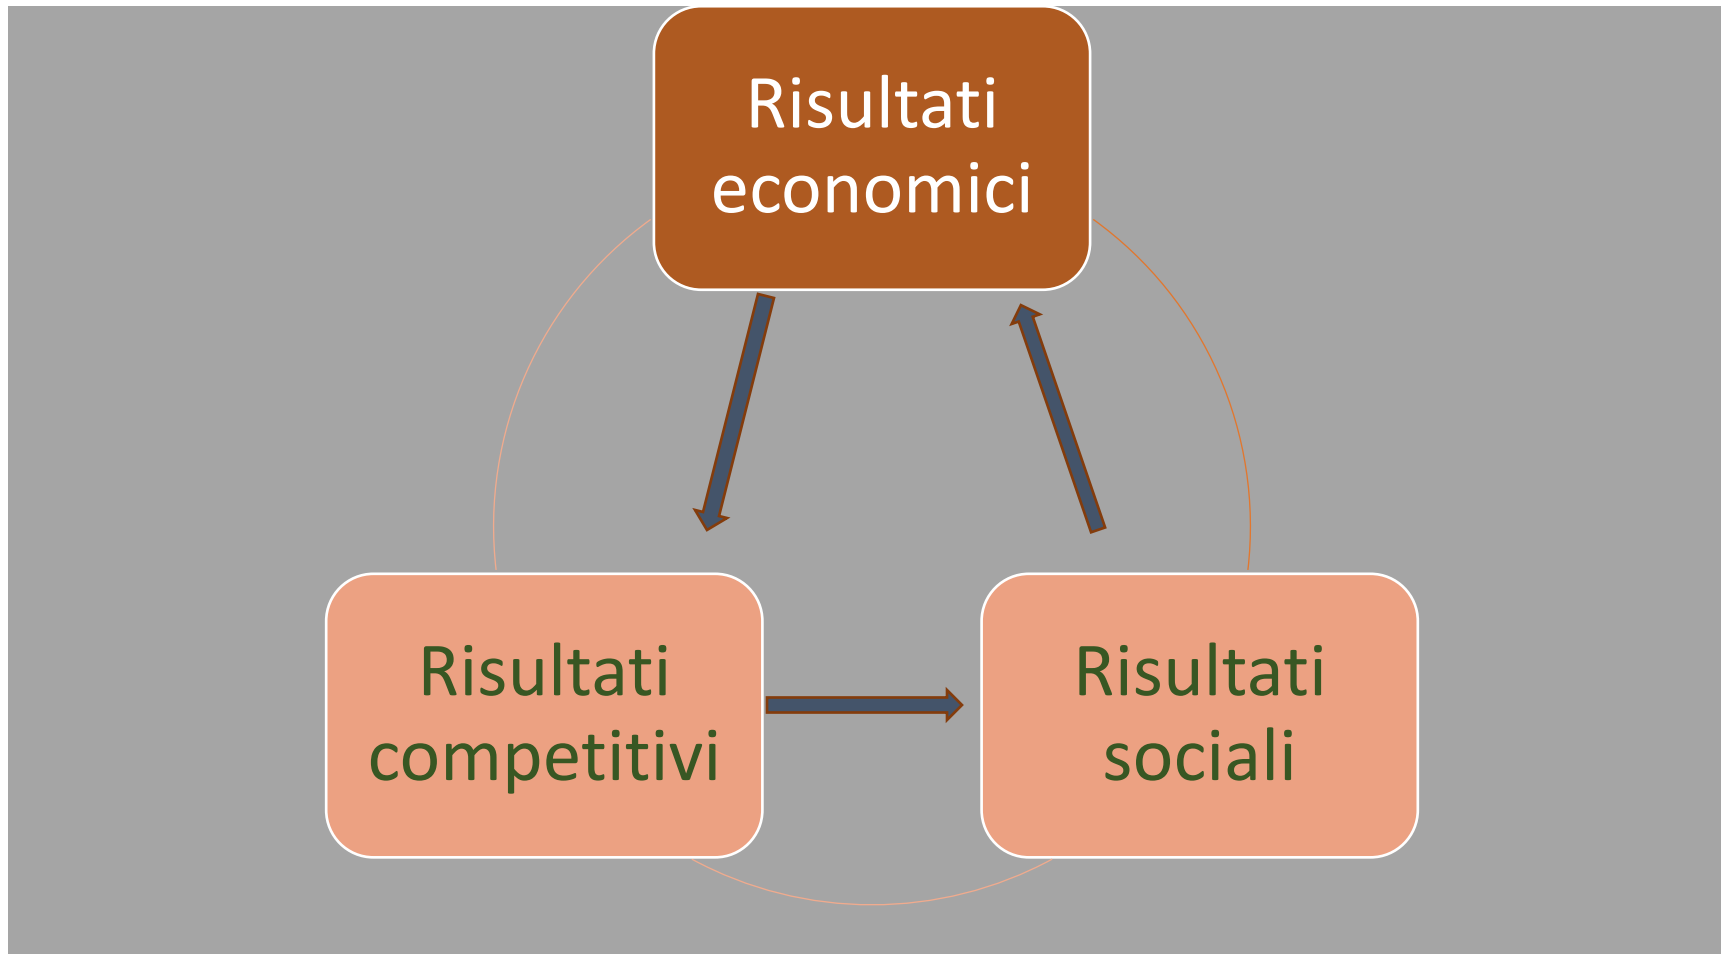 Risultati
economici
Risultati
competitivi
Risultati
sociali